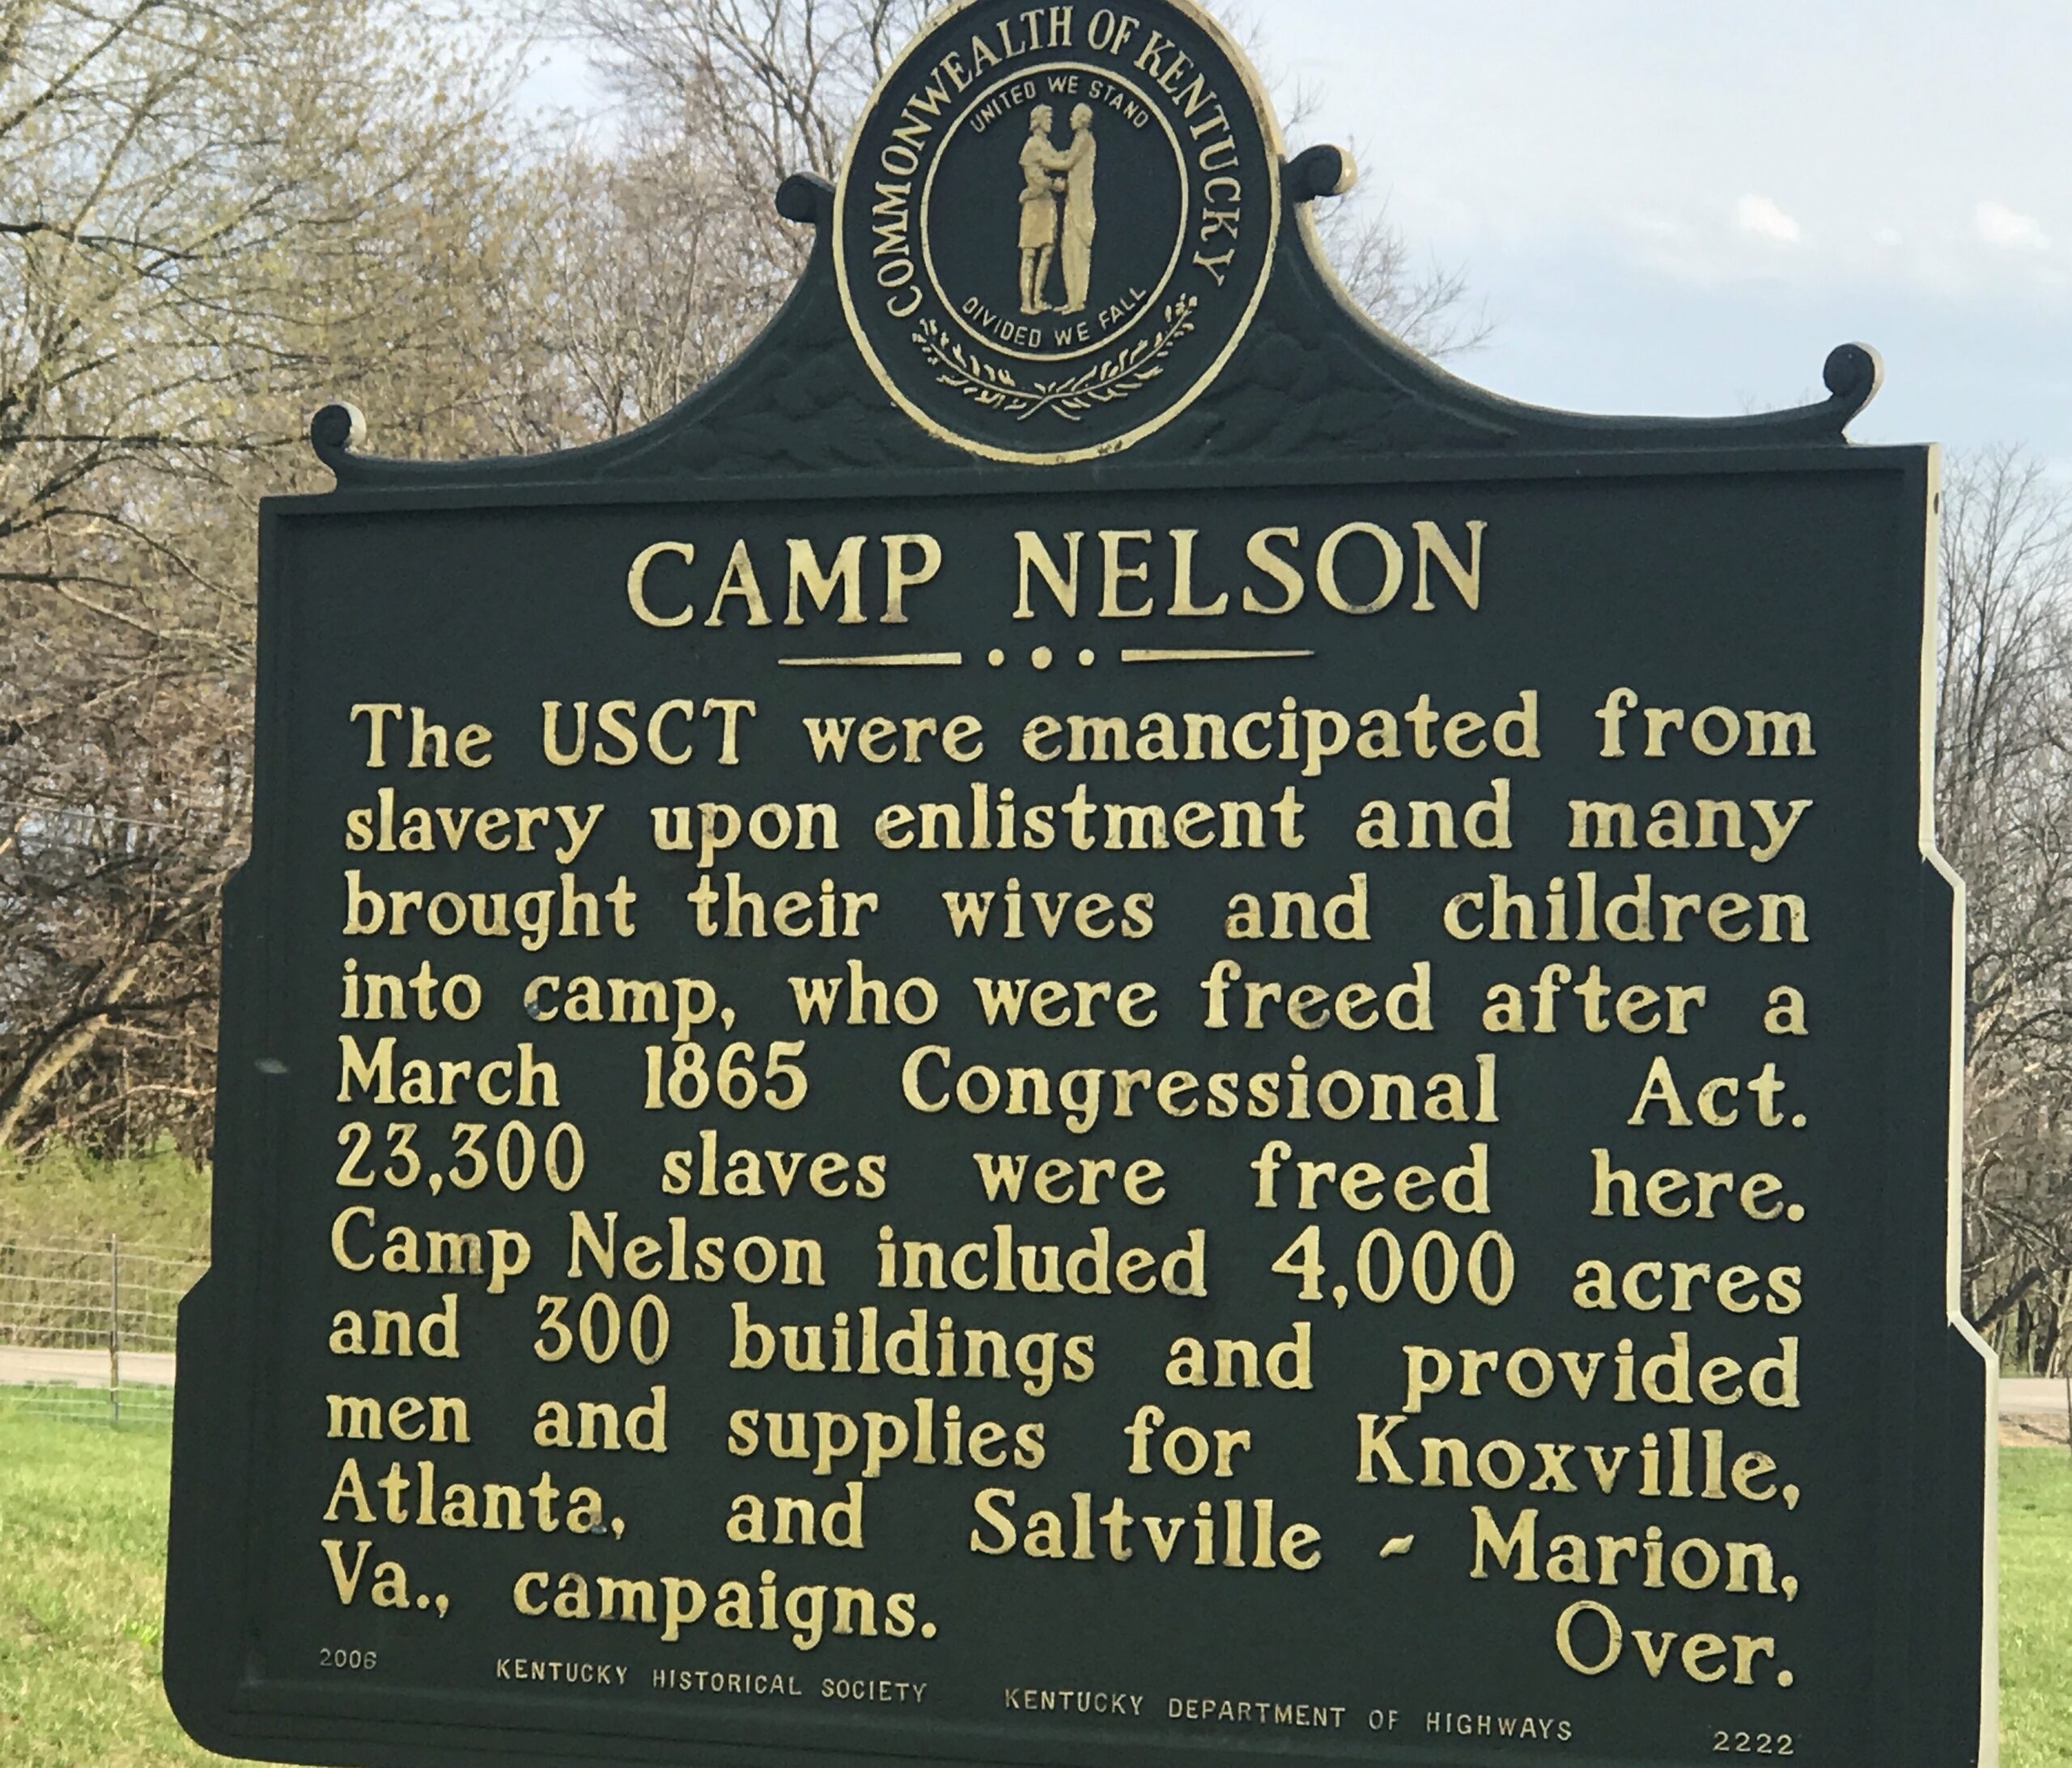 COMMONWEALTH OF KENTUCKY
UNITED WE STAND
DIVIDED WE FALL
CAMP NELSON
The USCT were emancipated from
slavery upon enlistment and many
brought their wives and children
into camp, who were freed after a
March 1865 Congressional Act.
23,300 slaves were freed here.
Camp Nelson included 4,000 acres
and 300 buildings and provided
men and supplies for Knoxville,
Atlanta, and Saltville - Marion,
Va., campaigns.
Over.
2006 KENTUCKY HISTORICAL SOCIETY KENTUCKY DEPARTMENT OF HIGHWAYS 2222